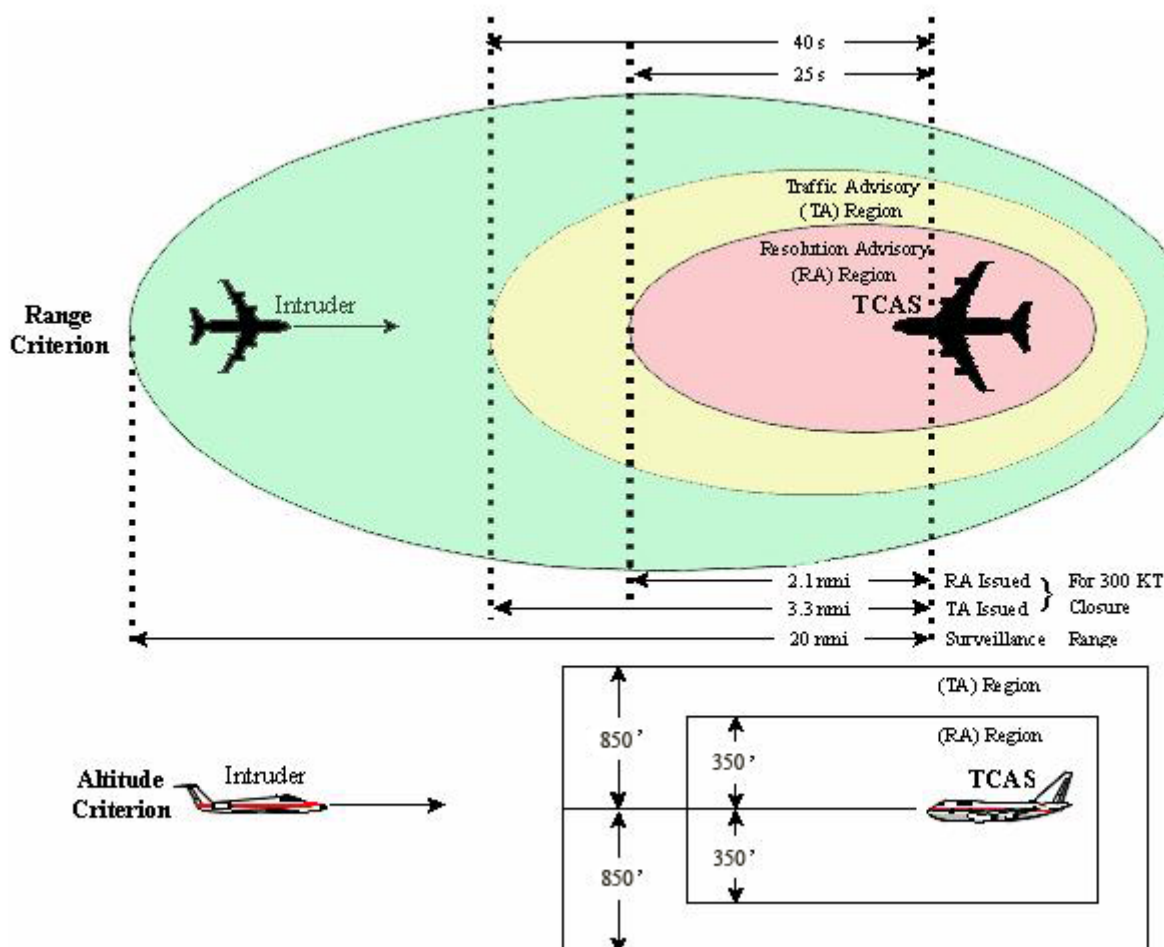 40 s
25 s
Traffic Advisory
(TA) Region
Resolution Advisory
(RA) Region
TCAS
Intruder
Range
Criterion
2.1 nmi RA Issued } For 300 KT
3.3 nmi TA Issued Closure
20 nmi Surveillance Range
(TA) Region
850'
(RA) Region
350'
TCAS
Intruder
Altitude
Criterion
350'
850'